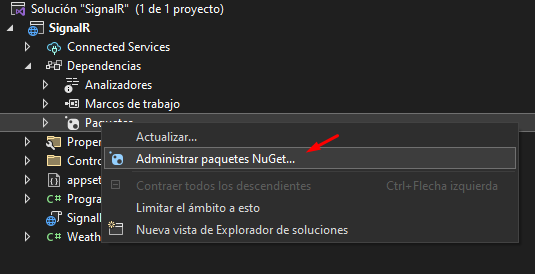 Solución "SignalR" (1 de 1 proyecto)
SignalR
Connected Services
Dependencias
Analizadores
Marcos de trabajo
Actualizar...
Proper
Administrar paquetes NuGet...
Contro
appset
Contraer todos los descendientes Ctrl+Flecha izquierda
C# Progra
Limitar el ámbito a esto
SignalR
Nueva vista de Explorador de soluciones
C# Weath